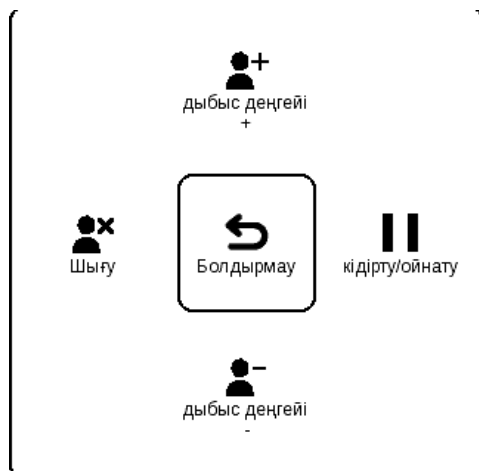 дыбыс деңгейі
+
Шығу
Болдырмау
кідірту/ойнату
дыбыс деңгейі
-